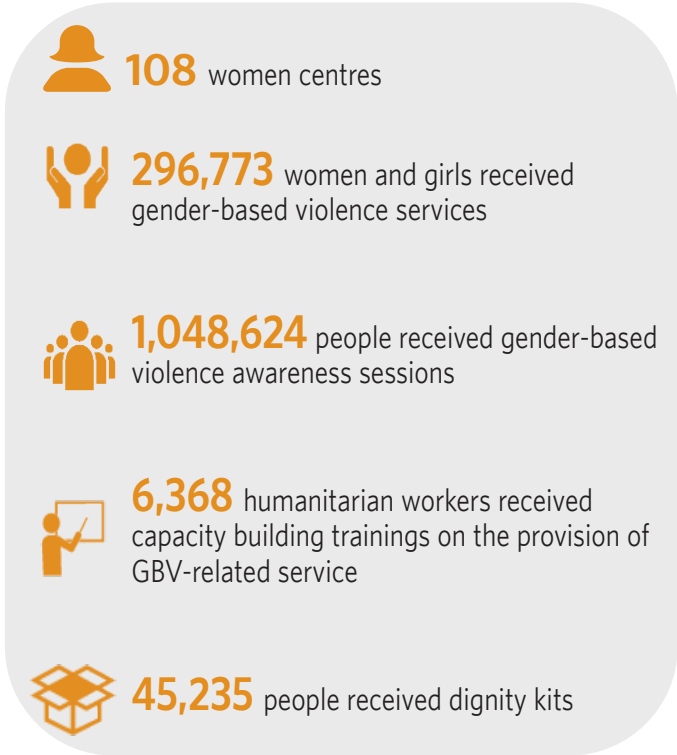 108 women centres
296,773 women and girls received
gender-based violence services
1,048,624 people received gender-based
violence awareness sessions
6,368 humanitarian workers received
capacity building trainings on the provision of
GBV-related service
45,235 people received dignity kits